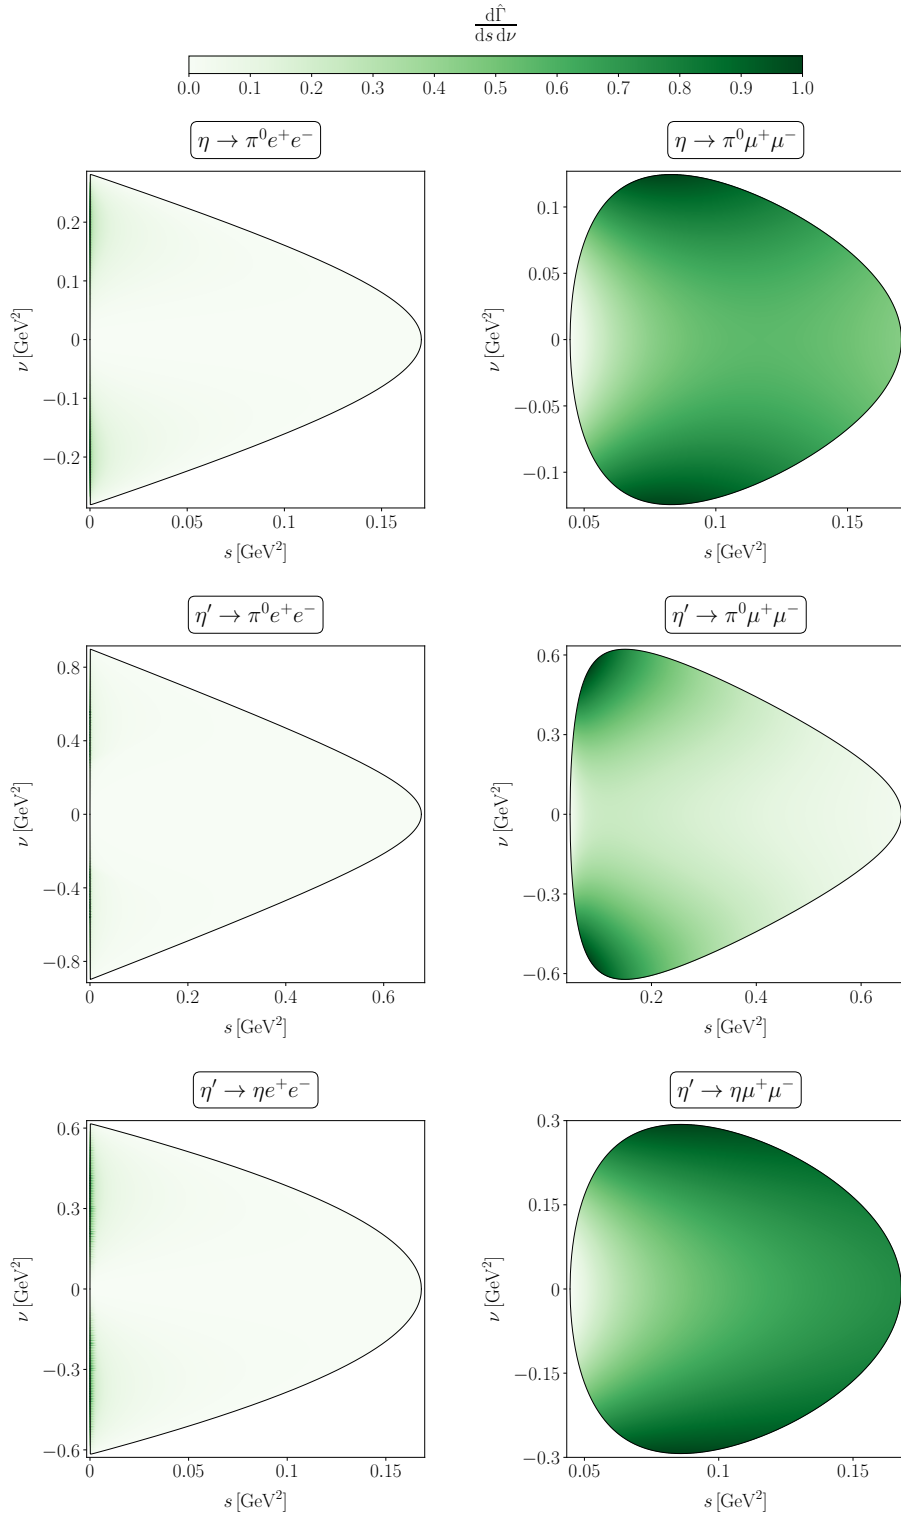 dΓ̂
ds dν
0.0 0.1 0.2 0.3 0.4 0.5 0.6 0.7 0.8 0.9 1.0
η → π⁰e⁺e⁻
0.2
0.1
0
−0.1
−0.2
ν [GeV²]
0 0.05 0.1 0.15
s [GeV²]
η → π⁰μ⁺μ⁻
0.1
0.05
0
−0.05
−0.1
ν [GeV²]
0.05 0.1 0.15
s [GeV²]
η′ → π⁰e⁺e⁻
0.8
0.4
0
−0.4
−0.8
ν [GeV²]
0 0.2 0.4 0.6
s [GeV²]
η′ → π⁰μ⁺μ⁻
0.6
0.3
0
−0.3
−0.6
ν [GeV²]
0.2 0.4 0.6
s [GeV²]
η′ → ηe⁺e⁻
0.6
0.3
0
−0.3
−0.6
ν [GeV²]
0 0.05 0.1 0.15
s [GeV²]
η′ → ημ⁺μ⁻
0.3
0.15
0
−0.15
−0.3
ν [GeV²]
0.05 0.1 0.15
s [GeV²]